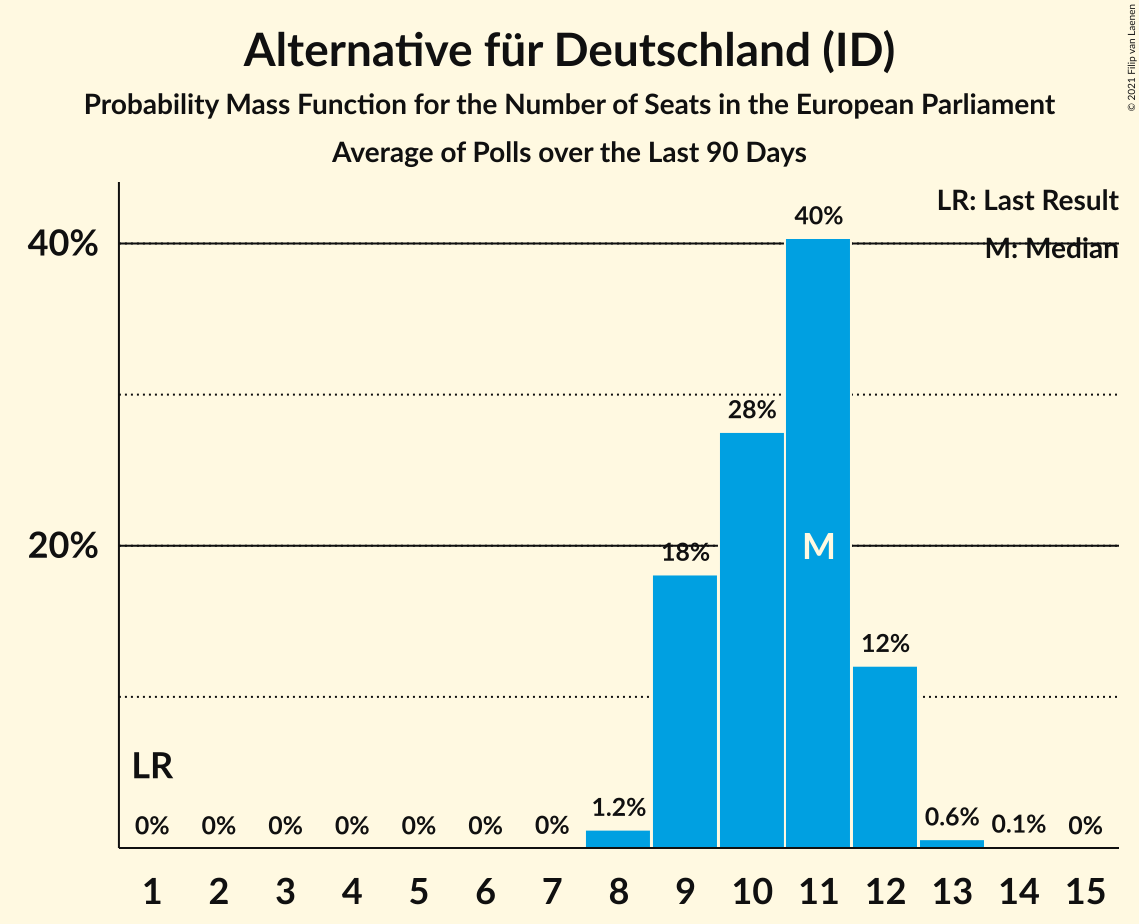 Alternative für Deutschland (ID)
Probability Mass Function for the Number of Seats in the European Parliament
Average of Polls over the Last 90 Days
© 2021 Filip van Laenen
LR: Last Result
M: Median
40%
20%
LR
0%
0%
0%
0%
0%
0%
0%
1.2%
18%
28%
40%
M
12%
0.6%
0.1%
0%
1 2 3 4 5 6 7 8 9 10 11 12 13 14 15